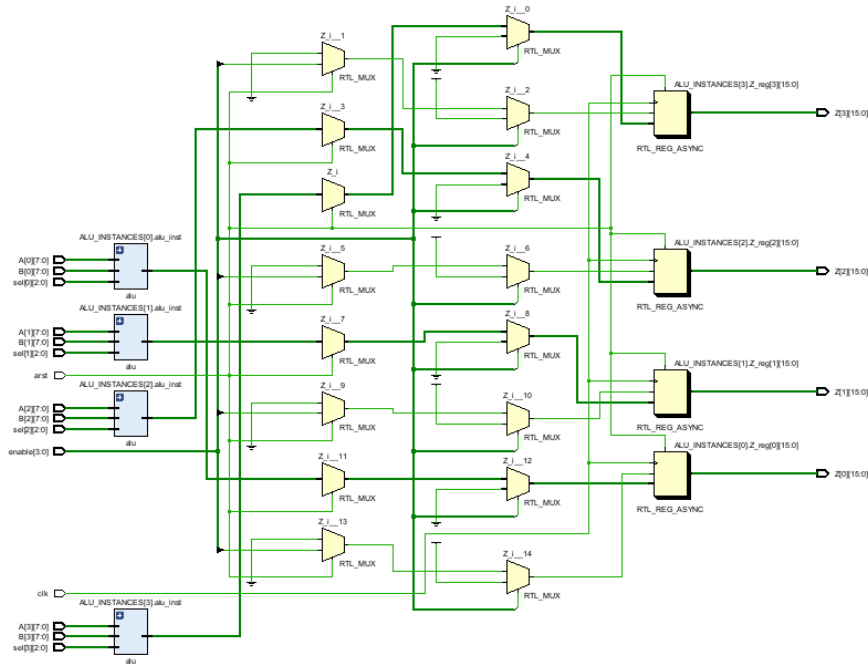 Z_i__0
RTL_MUX
Z_i__1
RTL_MUX
ALU_INSTANCES[3].Z_reg[3][15:0]
Z[3][15:0]
RTL_REG_ASYNC
Z_i__2
RTL_MUX
Z_i__3
RTL_MUX
Z_i__4
RTL_MUX
Z_i
RTL_MUX
ALU_INSTANCES[2].Z_reg[2][15:0]
Z[2][15:0]
RTL_REG_ASYNC
ALU_INSTANCES[0].alu_inst
A[0][7:0]
B[0][7:0]
sel[0][2:0]
alu
Z_i__5
RTL_MUX
Z_i__6
RTL_MUX
ALU_INSTANCES[1].alu_inst
A[1][7:0]
B[1][7:0]
sel[1][2:0]
alu
Z_i__7
RTL_MUX
Z_i__8
RTL_MUX
ALU_INSTANCES[1].Z_reg[1][15:0]
Z[1][15:0]
RTL_REG_ASYNC
arst
ALU_INSTANCES[2].alu_inst
A[2][7:0]
B[2][7:0]
sel[2][2:0]
alu
Z_i__9
RTL_MUX
Z_i__10
RTL_MUX
enable[3:0]
ALU_INSTANCES[0].Z_reg[0][15:0]
Z[0][15:0]
RTL_REG_ASYNC
Z_i__11
RTL_MUX
Z_i__12
RTL_MUX
Z_i__13
RTL_MUX
Z_i__14
RTL_MUX
clk
ALU_INSTANCES[3].alu_inst
A[3][7:0]
B[3][7:0]
sel[3][2:0]
alu